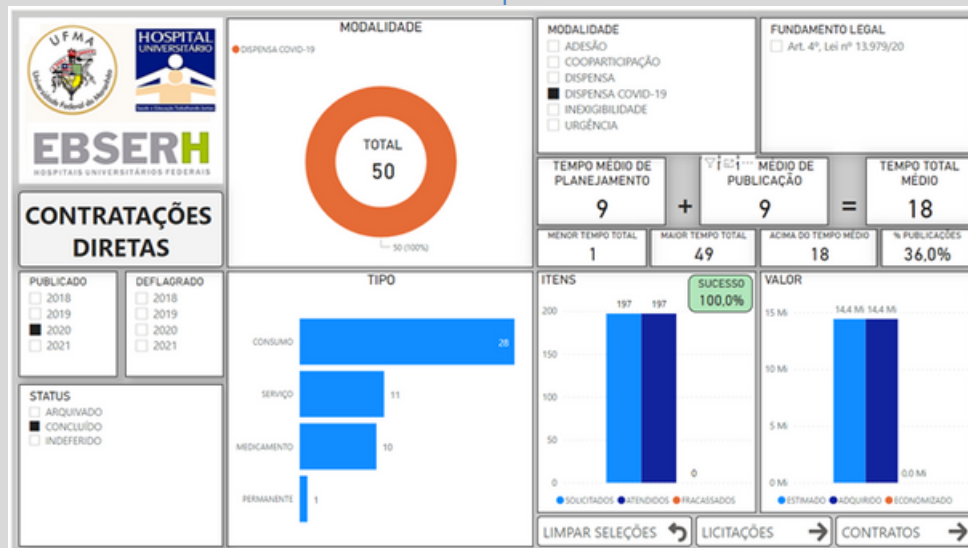 UFMA
Universidade Federal do Maranhão
HOSPITAL
UNIVERSITÁRIO
EBSERH
HOSPITAIS UNIVERSITÁRIOS FEDERAIS
CONTRATAÇÕES
DIRETAS
PUBLICADO
2018
2019
2020
2021
DEFLAGRADO
2018
2019
2020
2021
STATUS
ARQUIVADO
CONCLUÍDO
INDEFERIDO
MODALIDADE
DISPENSA COVID-19
TOTAL
50
50 (100%)
TIPO
CONSUMO
28
SERVIÇO
11
MEDICAMENTO
10
PERMANENTE
1
MODALIDADE
ADESÃO
COOPARTICIPAÇÃO
DISPENSA
DISPENSA COVID-19
INEXIGIBILIDADE
URGÊNCIA
FUNDAMENTO LEGAL
Art. 4º, Lei nº 13.979/20
TEMPO MÉDIO DE
PLANEJAMENTO
9
+
MÉDIO DE
PUBLICAÇÃO
9
=
TEMPO TOTAL
MÉDIO
18
MENOR TEMPO TOTAL
1
MAIOR TEMPO TOTAL
49
ACIMA DO TEMPO MÉDIO
18
% PUBLICAÇÕES
36,0%
ITENS
SUCESSO
100,0%
200
150
100
50
0
197
197
0
SOLICITADOS ATENDIDOS FRACASSADOS
VALOR
15 Mi
10 Mi
5 Mi
0 Mi
14,4 Mi 14,4 Mi
0,0 Mi
ESTIMADO ADQUIRIDO ECONOMIZADO
LIMPAR SELEÇÕES
LICITAÇÕES
CONTRATOS